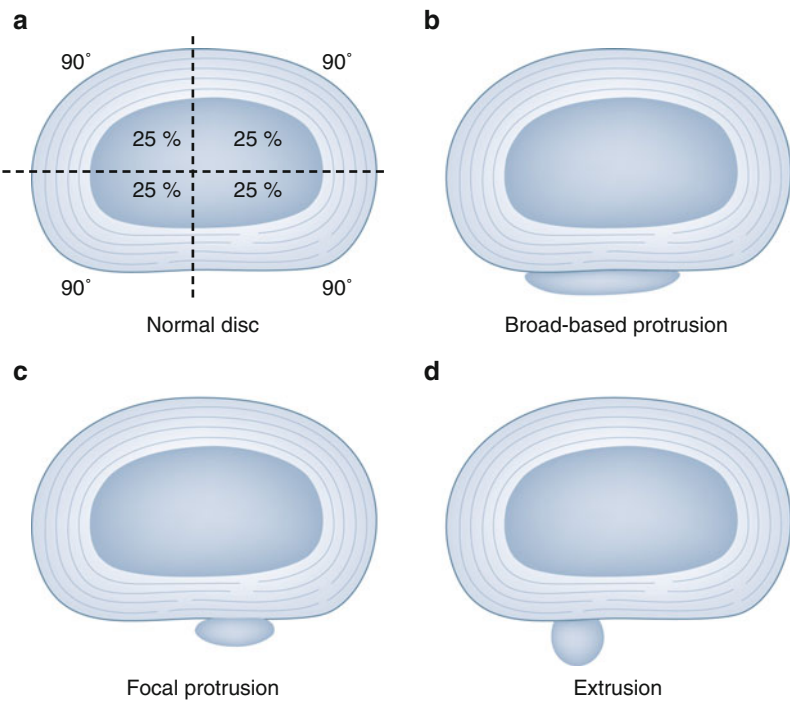 a
90˚ 90˚
25 % 25 %
25 % 25 %
90˚ 90˚
Normal disc
b
Broad-based protrusion
c
Focal protrusion
d
Extrusion